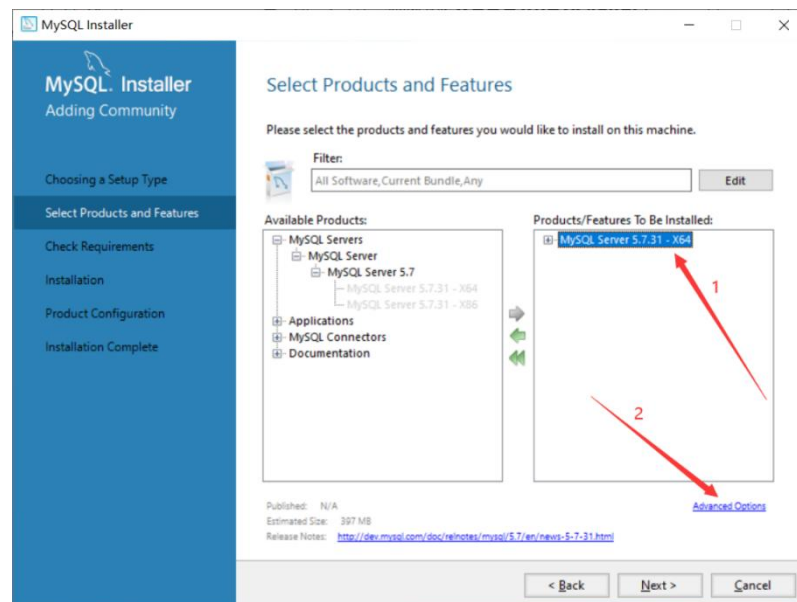 MySQL Installer
MySQL. Installer
Adding Community
Choosing a Setup Type
Select Products and Features
Check Requirements
Installation
Product Configuration
Installation Complete
Select Products and Features
Please select the products and features you would like to install on this machine.
Filter:
All Software,Current Bundle,Any
Edit
Available Products:
MySQL Servers
MySQL Server
MySQL Server 5.7
MySQL Server 5.7.31 - X64
MySQL Server 5.7.31 - X86
Applications
MySQL Connectors
Documentation
Products/Features To Be Installed:
MySQL Server 5.7.31 - X64
1
2
Published: N/A
Estimated Size: 397 MB
Release Notes: http://dev.mysql.com/doc/relnotes/mysql/5.7/en/news-5-7-31.html
Advanced Options
< Back
Next >
Cancel